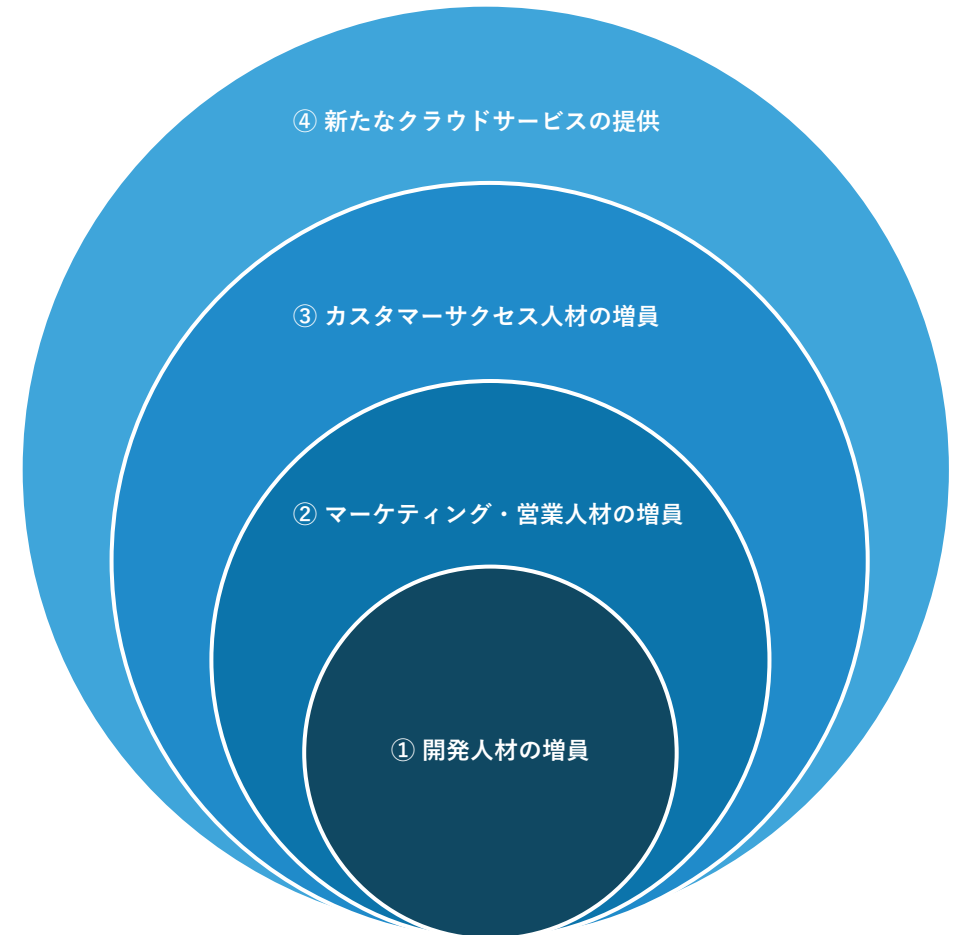 ④ 新たなクラウドサービスの提供
③ カスタマーサクセス人材の増員
② マーケティング・営業人材の増員
① 開発人材の増員